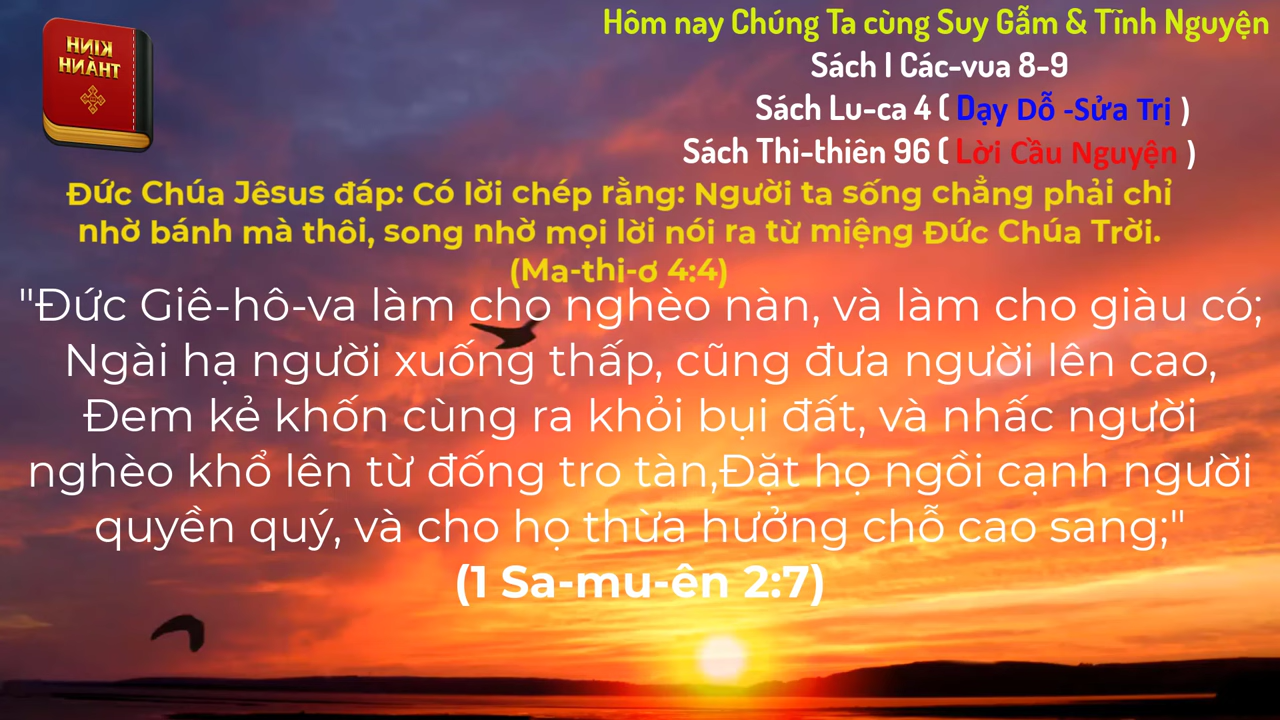 KINH
THÁNH
Hôm nay Chúng Ta cùng Suy Gẫm & Tĩnh Nguyện
Sách I Các-vua 8-9
Sách Lu-ca 4 ( Dạy Dỗ -Sửa Trị )
Sách Thi-thiên 96 ( Lời Cầu Nguyện )
Đức Chúa Jêsus đáp: Có lời chép rằng: Người ta sống chẳng phải chỉ
nhờ bánh mà thôi, song nhờ mọi lời nói ra từ miệng Đức Chúa Trời.
(Ma-thi-ơ 4:4)
"Đức Giê-hô-va làm cho nghèo nàn, và làm cho giàu có;
Ngài hạ người xuống thấp, cũng đưa người lên cao,
Đem kẻ khốn cùng ra khỏi bụi đất, và nhấc người
nghèo khổ lên từ đống tro tàn,Đặt họ ngồi cạnh người
quyền quý, và cho họ thừa hưởng chỗ cao sang;"
(1 Sa-mu-ên 2:7)